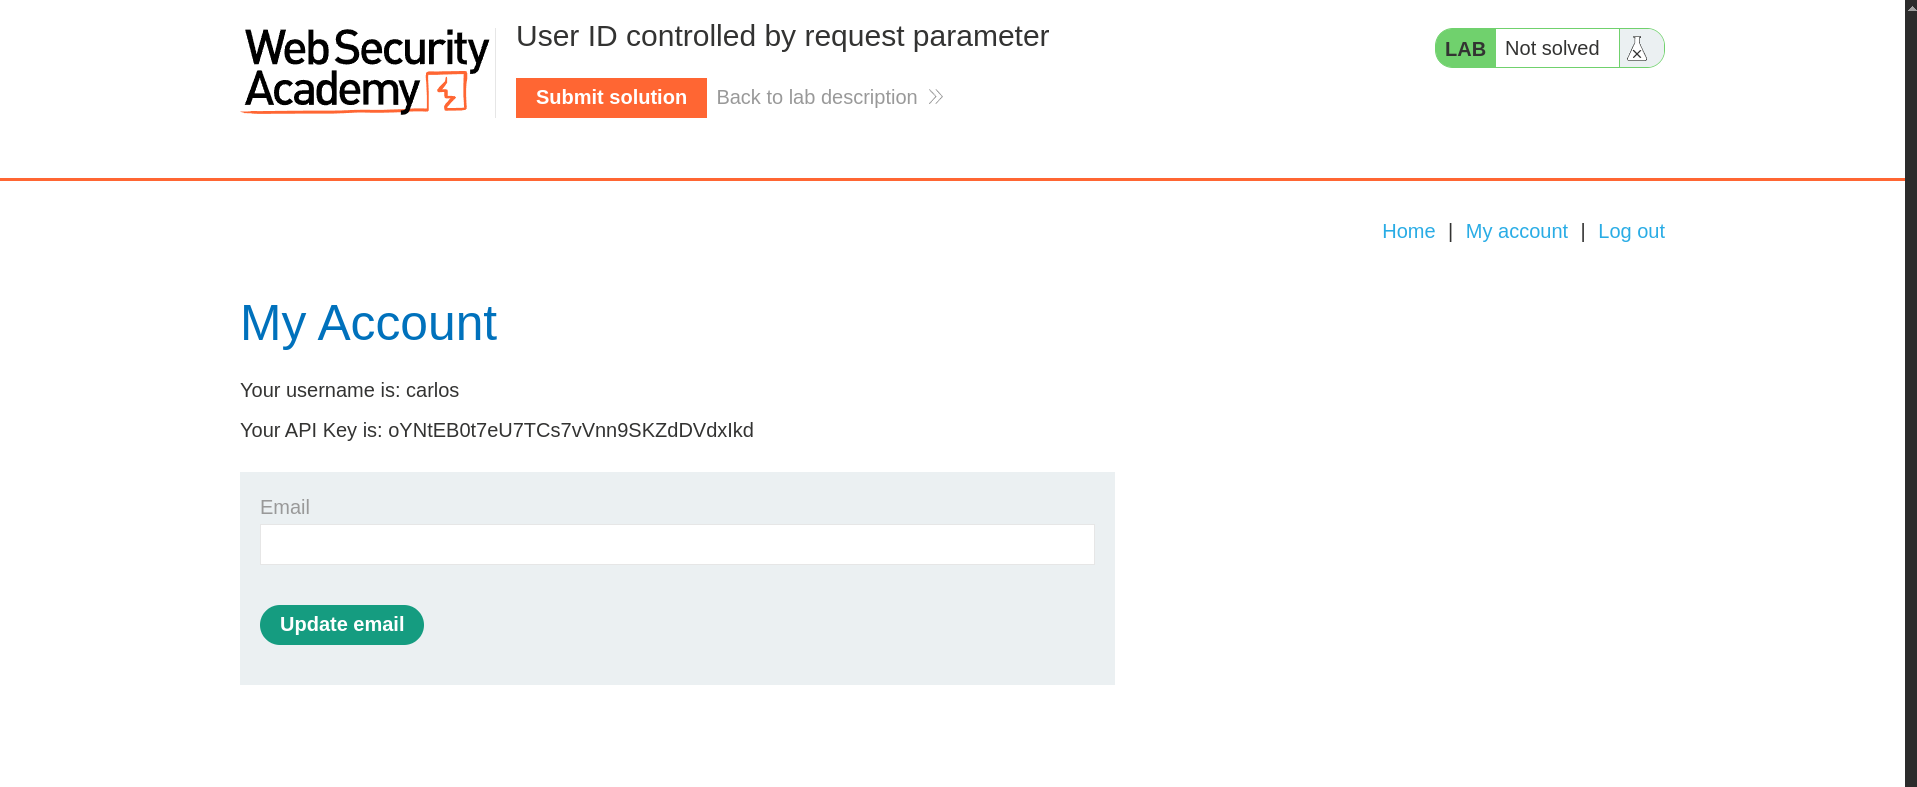 Web Security
Academy
User ID controlled by request parameter
Submit solution
Back to lab description
LAB
Not solved
Home | My account | Log out
My Account
Your username is: carlos
Your API Key is: oYNtEB0t7eU7TCs7vVnn9SKZdDVdxIkd
Email
Update email